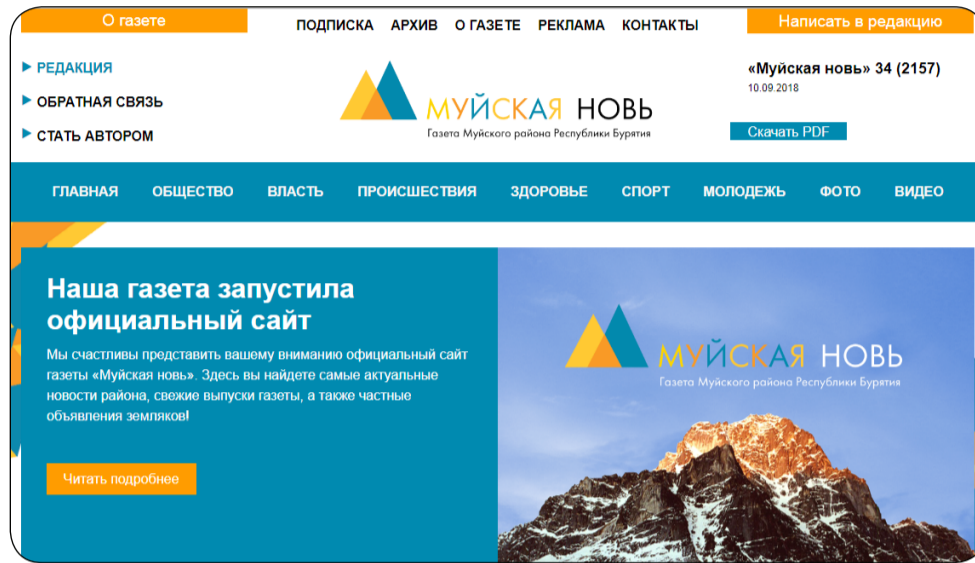 О газете
ПОДПИСКА АРХИВ О ГАЗЕТЕ РЕКЛАМА КОНТАКТЫ
Написать в редакцию
РЕДАКЦИЯ
ОБРАТНАЯ СВЯЗЬ
СТАТЬ АВТОРОМ
МУЙСКАЯ НОВЬ
Газета Муйского района Республики Бурятия
«Муйская новь» 34 (2157)
10.09.2018
Скачать PDF
ГЛАВНАЯ ОБЩЕСТВО ВЛАСТЬ ПРОИСШЕСТВИЯ ЗДОРОВЬЕ СПОРТ МОЛОДЕЖЬ ФОТО ВИДЕО
Наша газета запустила
официальный сайт
Мы счастливы представить вашему вниманию официальный сайт
газеты «Муйская новь». Здесь вы найдете самые актуальные
новости района, свежие выпуски газеты, а также частные
объявления земляков!
Читать подробнее
МУЙСКАЯ НОВЬ
Газета Муйского района Республики Бурятия